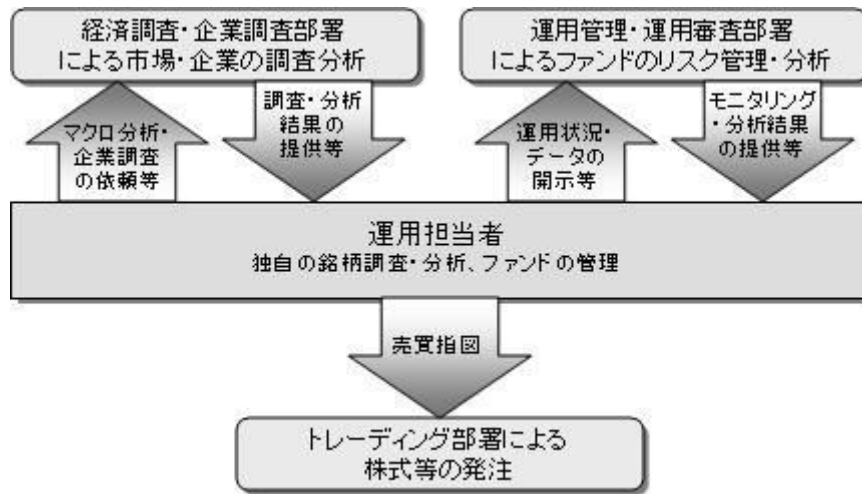 経済調査・企業調査部署
による市場・企業の調査分析
運用管理・運用審査部署
によるファンドのリスク管理・分析
マクロ分析・
企業調査
の依頼等
調査・分析
結果の
提供等
運用状況・
データの
開示等
モニタリング
・分析結果
の提供等
運用担当者
独自の銘柄調査・分析、ファンドの管理
売買指図
トレーディング部署による
株式等の発注